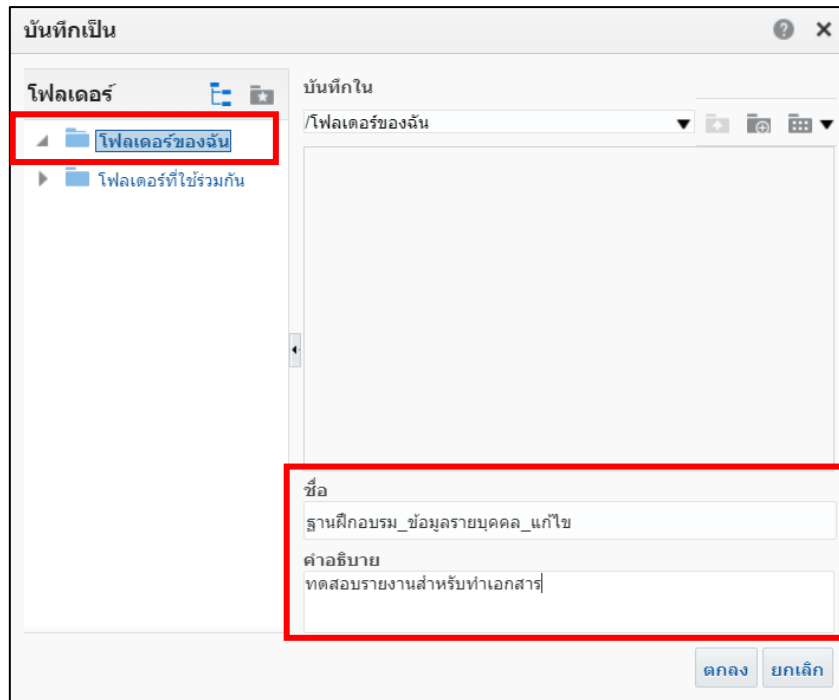 บันทึกเป็น
โฟลเดอร์
โฟลเดอร์ของฉัน
โฟลเดอร์ที่ใช้ร่วมกัน
บันทึกใน
/โฟลเดอร์ของฉัน
ชื่อ
ฐานฝึกอบรม_ข้อมูลรายบุคคล_แก้ไข
คำอธิบาย
ทดสอบรายงานสำหรับทำเอกสาร
ตกลง ยกเลิก